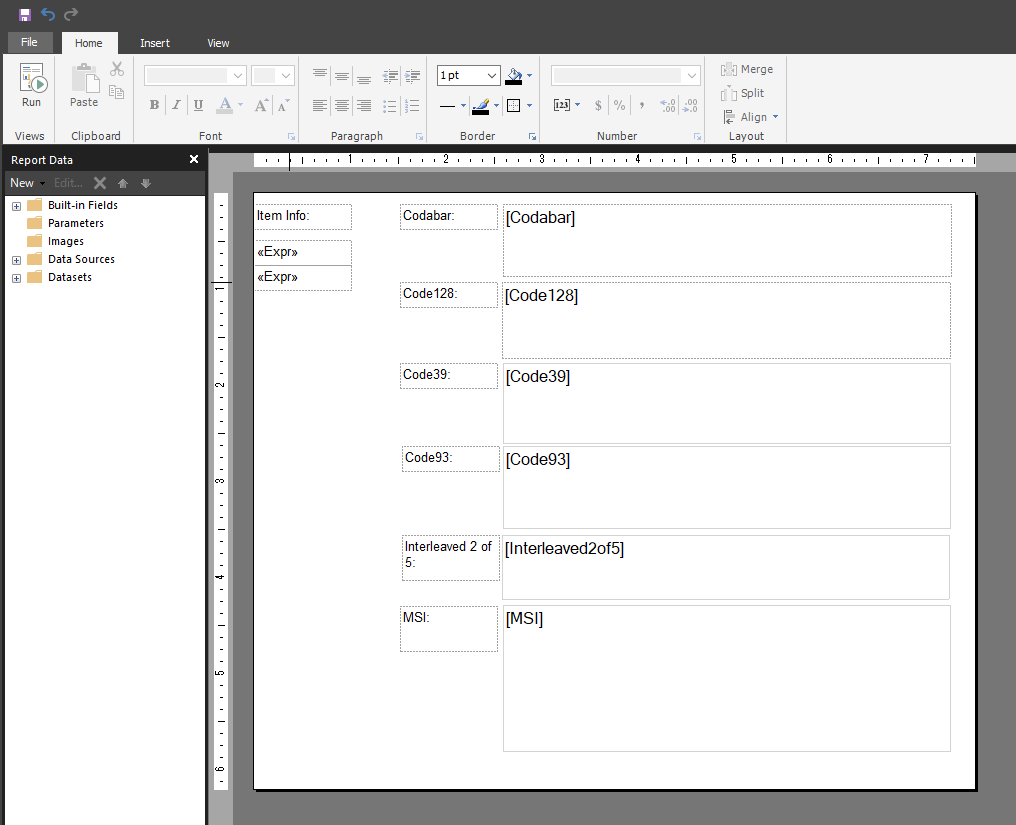 File
Home
Insert
View
Run
Paste
1 pt
B I U A A A
[123] $ % ,
Merge
Split
Align
Views
Clipboard
Font
Paragraph
Border
Number
Layout
Report Data
New
Edit...
Built-in Fields
Parameters
Images
Data Sources
Datasets
1 2 3 4 5 6 7
1
2
3
4
5
6
Item Info:
«Expr»
«Expr»
Codabar:
[Codabar]
Code128:
[Code128]
Code39:
[Code39]
Code93:
[Code93]
Interleaved 2 of
5:
[Interleaved2of5]
MSI:
[MSI]